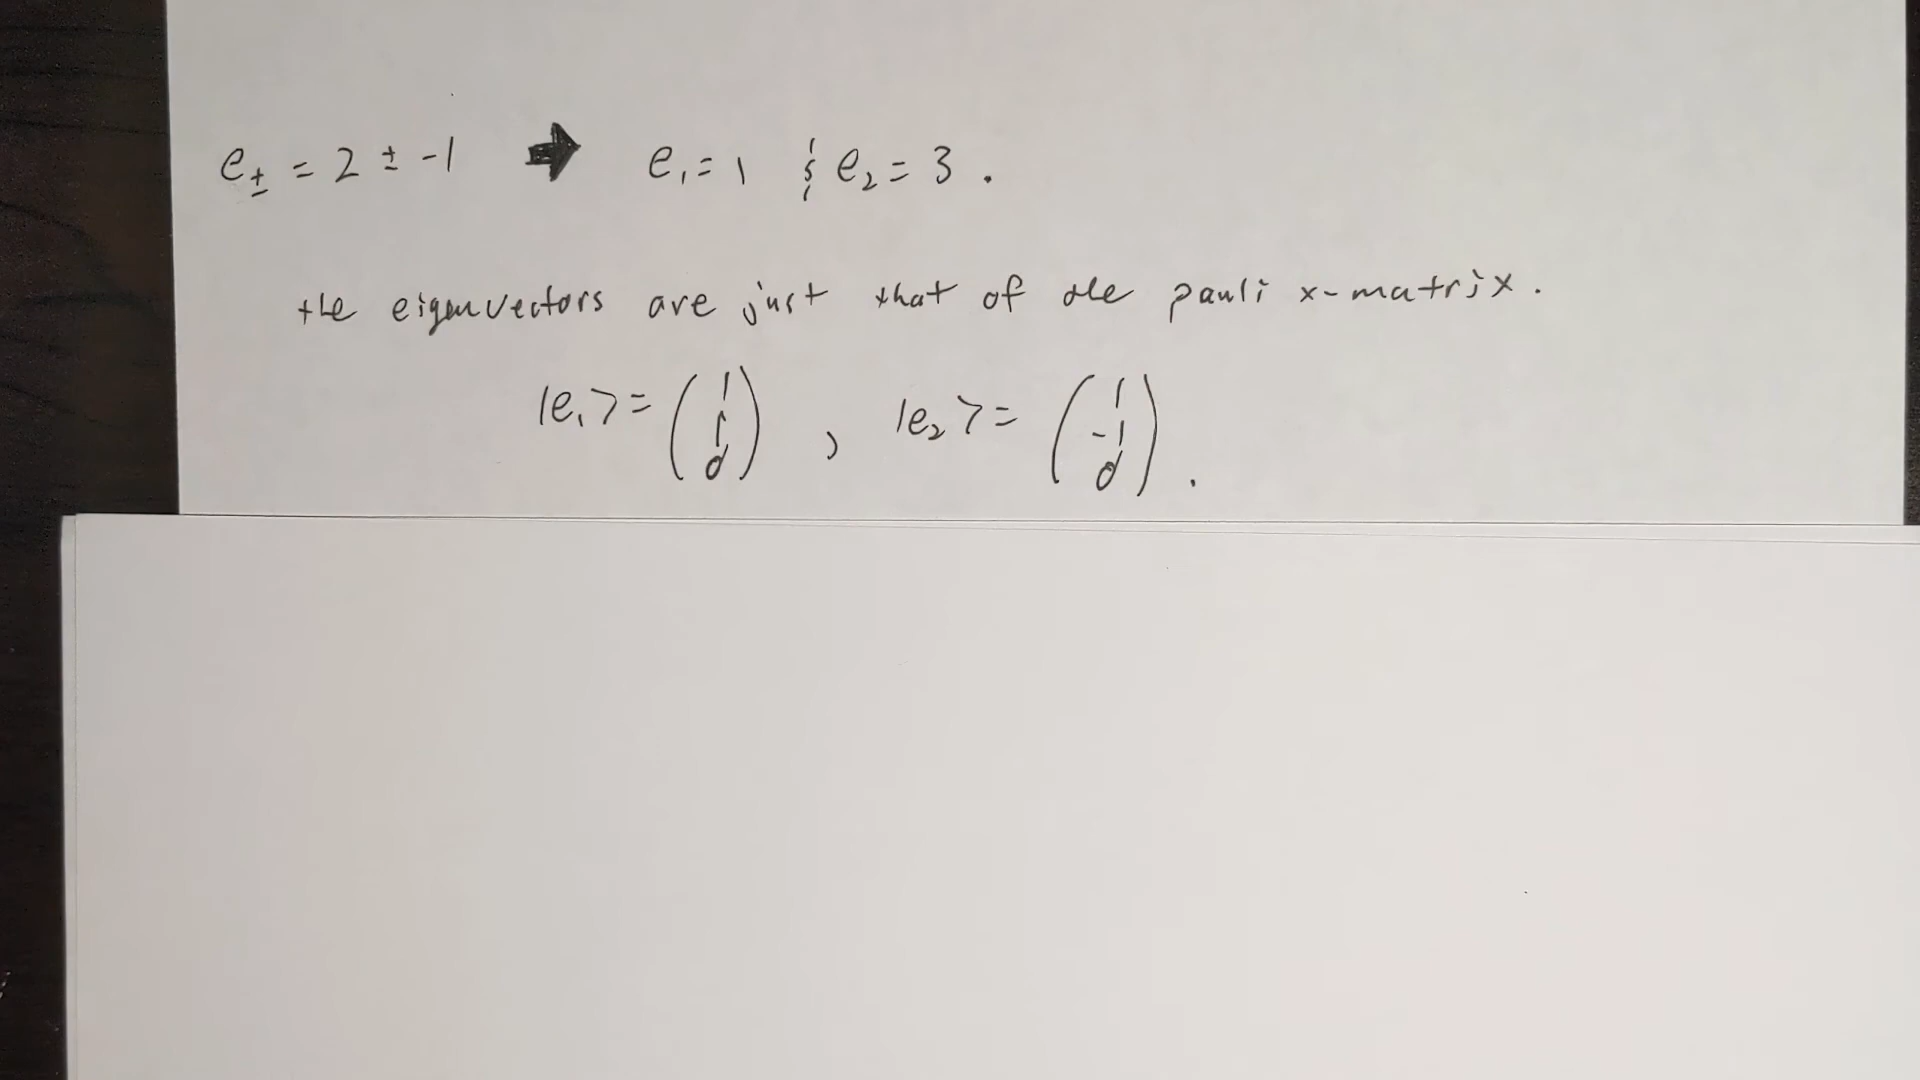 e± = 2 ± -1 ➡ e₁ = 1 & e₂ = 3 .
the eigenvectors are just that of the pauli x-matrix .
|e₁> = (1 1 0) , |e₂> = (1 -1 0) .